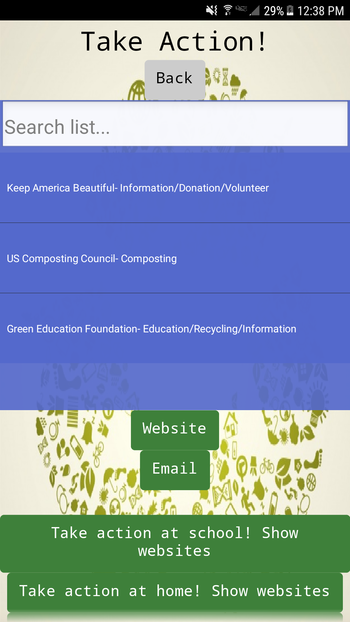 29% 12:38 PM
Take Action!
Back
Search list...
Keep America Beautiful- Information/Donation/Volunteer
US Composting Council- Composting
Green Education Foundation- Education/Recycling/Information
Website
Email
Take action at school! Show
websites
Take action at home! Show websites